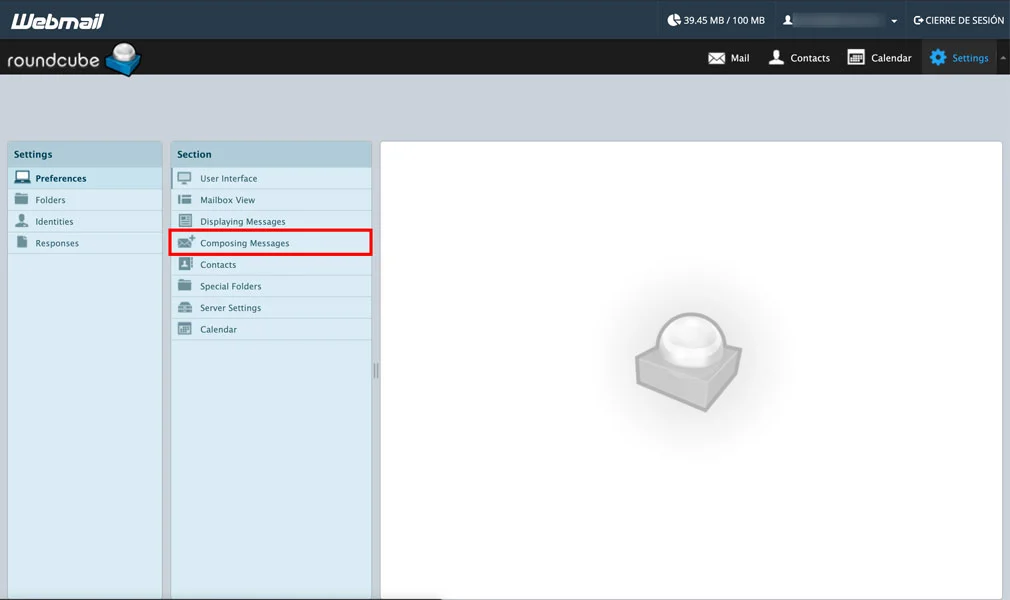 Webmail
39.45 MB / 100 MB
CIERRE DE SESIÓN
roundcube
Mail
Contacts
Calendar
Settings
Settings
Preferences
Folders
Identities
Responses
Section
User Interface
Mailbox View
Displaying Messages
Composing Messages
Contacts
Special Folders
Server Settings
Calendar